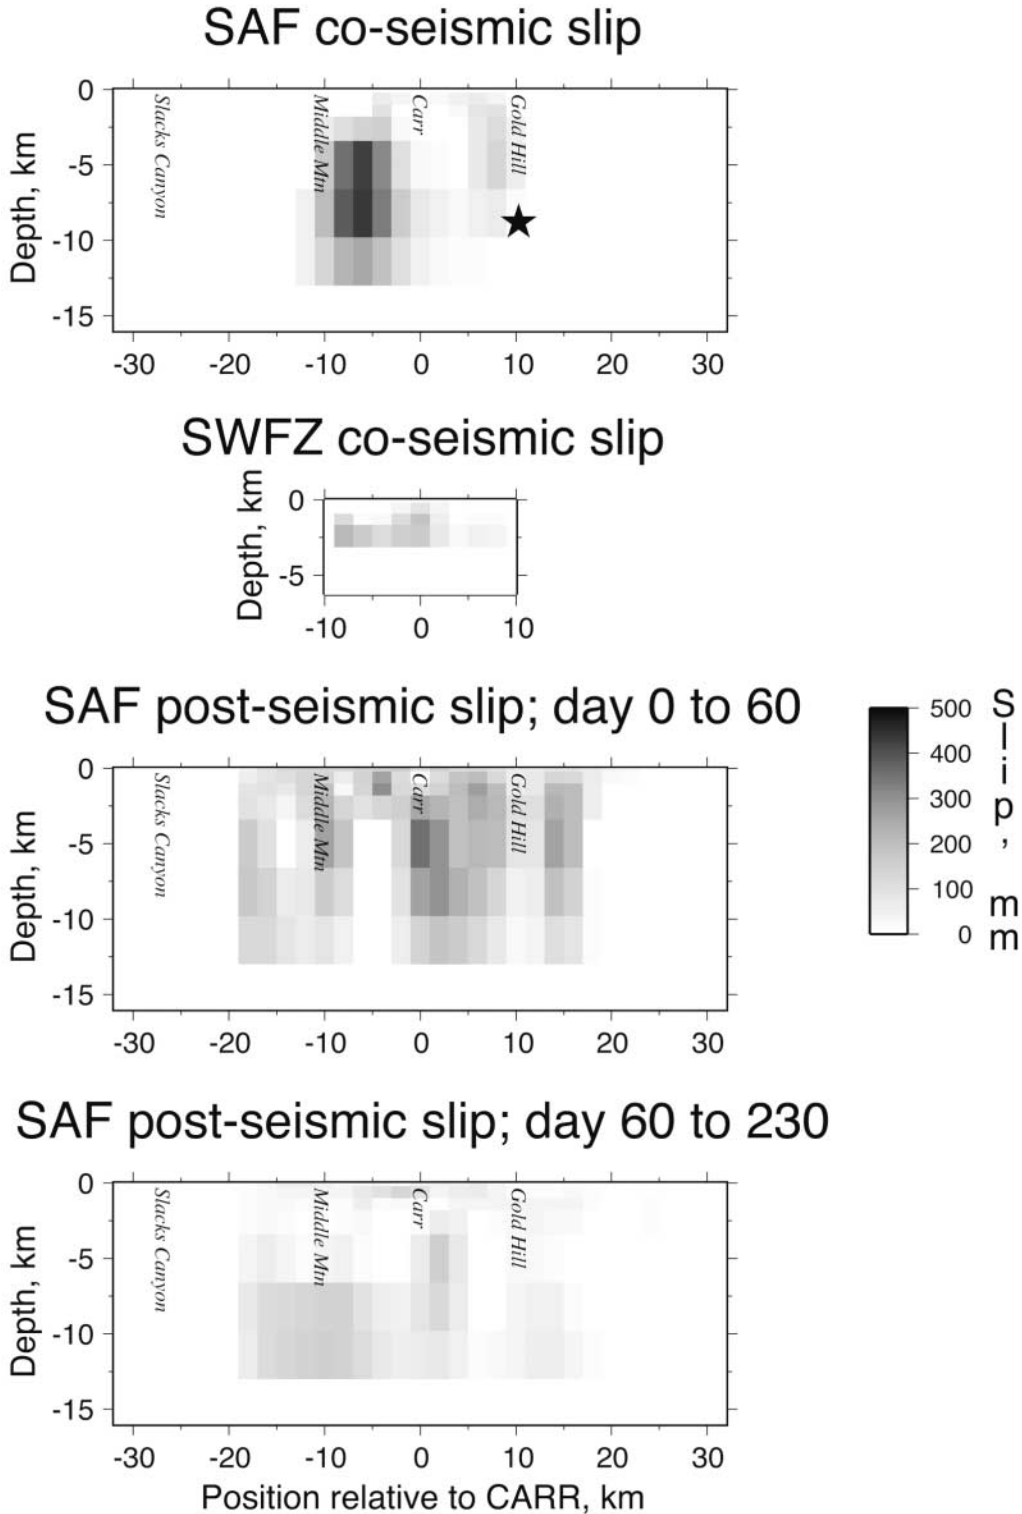 SAF co-seismic slip
0
-5
-10
-15
Depth, km
Slacks Canyon
Middle Mtn
Carr
Gold Hill
-30 -20 -10 0 10 20 30
SWFZ co-seismic slip
0
-5
Depth, km
-10 0 10
SAF post-seismic slip; day 0 to 60
0
-5
-10
-15
Depth, km
Slacks Canyon
Middle Mtn
Carr
Gold Hill
-30 -20 -10 0 10 20 30
500
400
300
200
100
0
Slip, mm
SAF post-seismic slip; day 60 to 230
0
-5
-10
-15
Depth, km
Slacks Canyon
Middle Mtn
Carr
Gold Hill
-30 -20 -10 0 10 20 30
Position relative to CARR, km